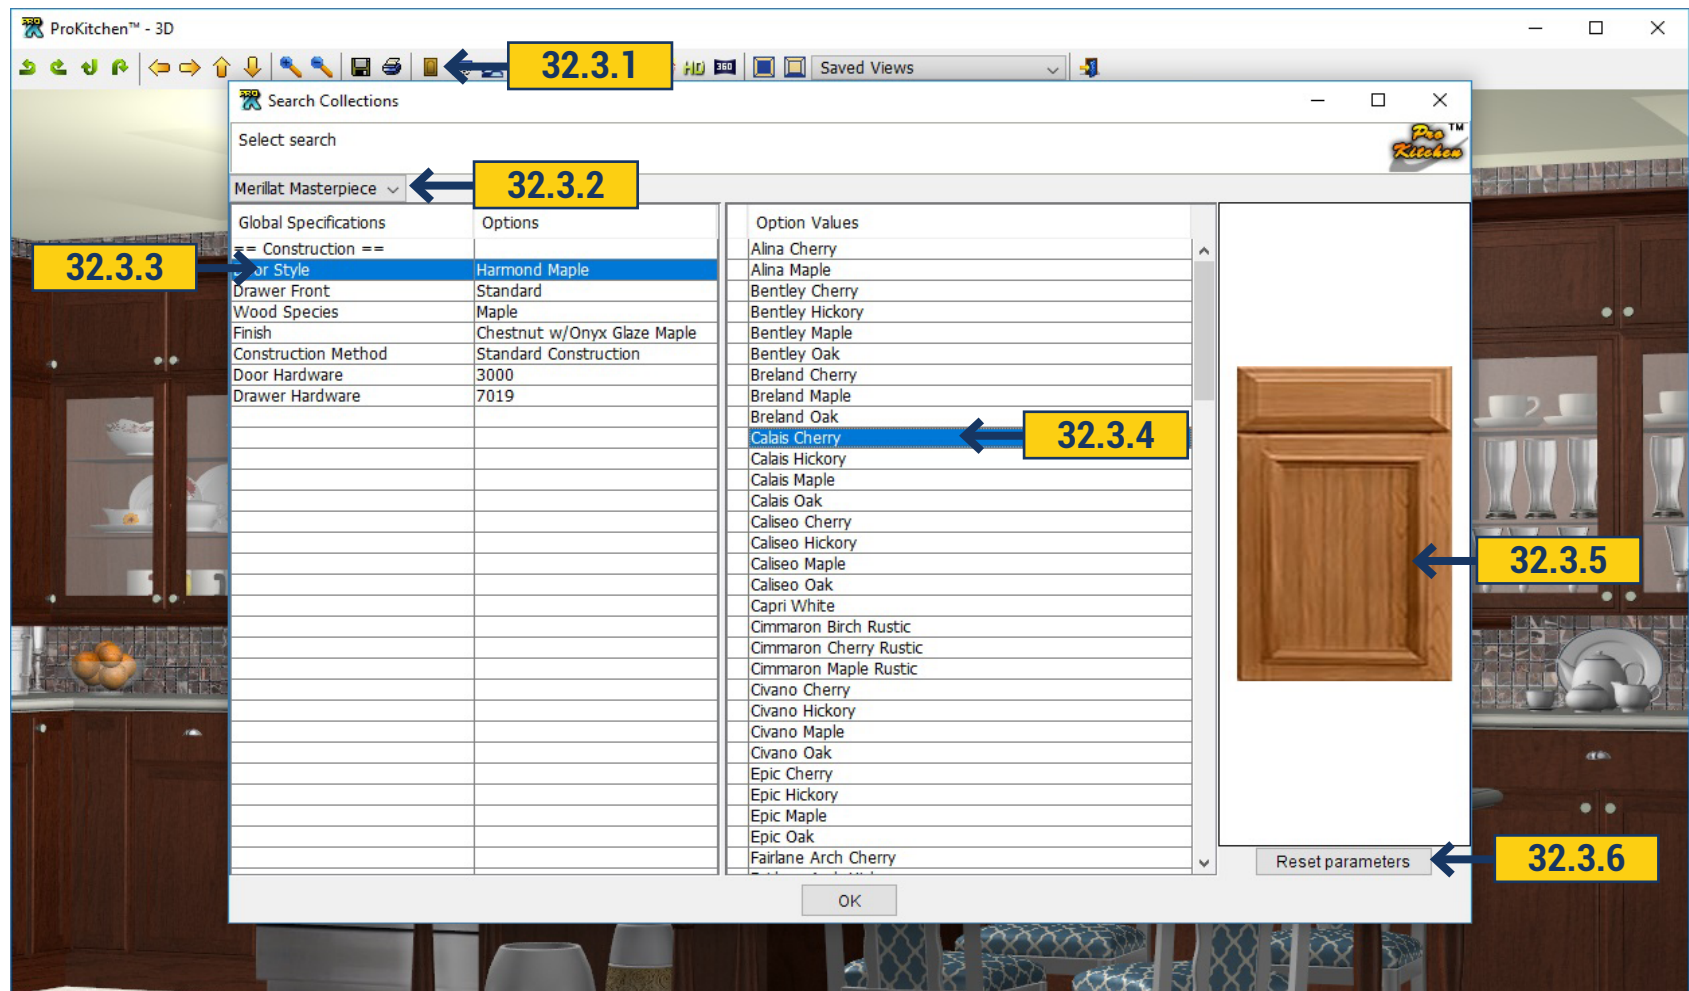 PRO
ProKitchen™ - 3D
32.3.1
HD
360
Saved Views
PRO
Search Collections
Select search
Pro Kitchen TM
Merillat Masterpiece
32.3.2
Global Specifications Options Option Values
== Construction == Alina Cherry
32.3.3
or Style Harmond Maple Alina Maple
Drawer Front Standard Bentley Cherry
Wood Species Maple Bentley Hickory
Finish Chestnut w/Onyx Glaze Maple Bentley Maple
Construction Method Standard Construction Bentley Oak
Door Hardware 3000 Breland Cherry
Drawer Hardware 7019 Breland Maple
Breland Oak
Calais Cherry
32.3.4
Calais Hickory
Calais Maple
Calais Oak
Caliseo Cherry
Caliseo Hickory
Caliseo Maple
32.3.5
Caliseo Oak
Capri White
Cimmaron Birch Rustic
Cimmaron Cherry Rustic
Cimmaron Maple Rustic
Civano Cherry
Civano Hickory
Civano Maple
Civano Oak
Epic Cherry
Epic Hickory
Epic Maple
Epic Oak
Fairlane Arch Cherry
Reset parameters
32.3.6
OK